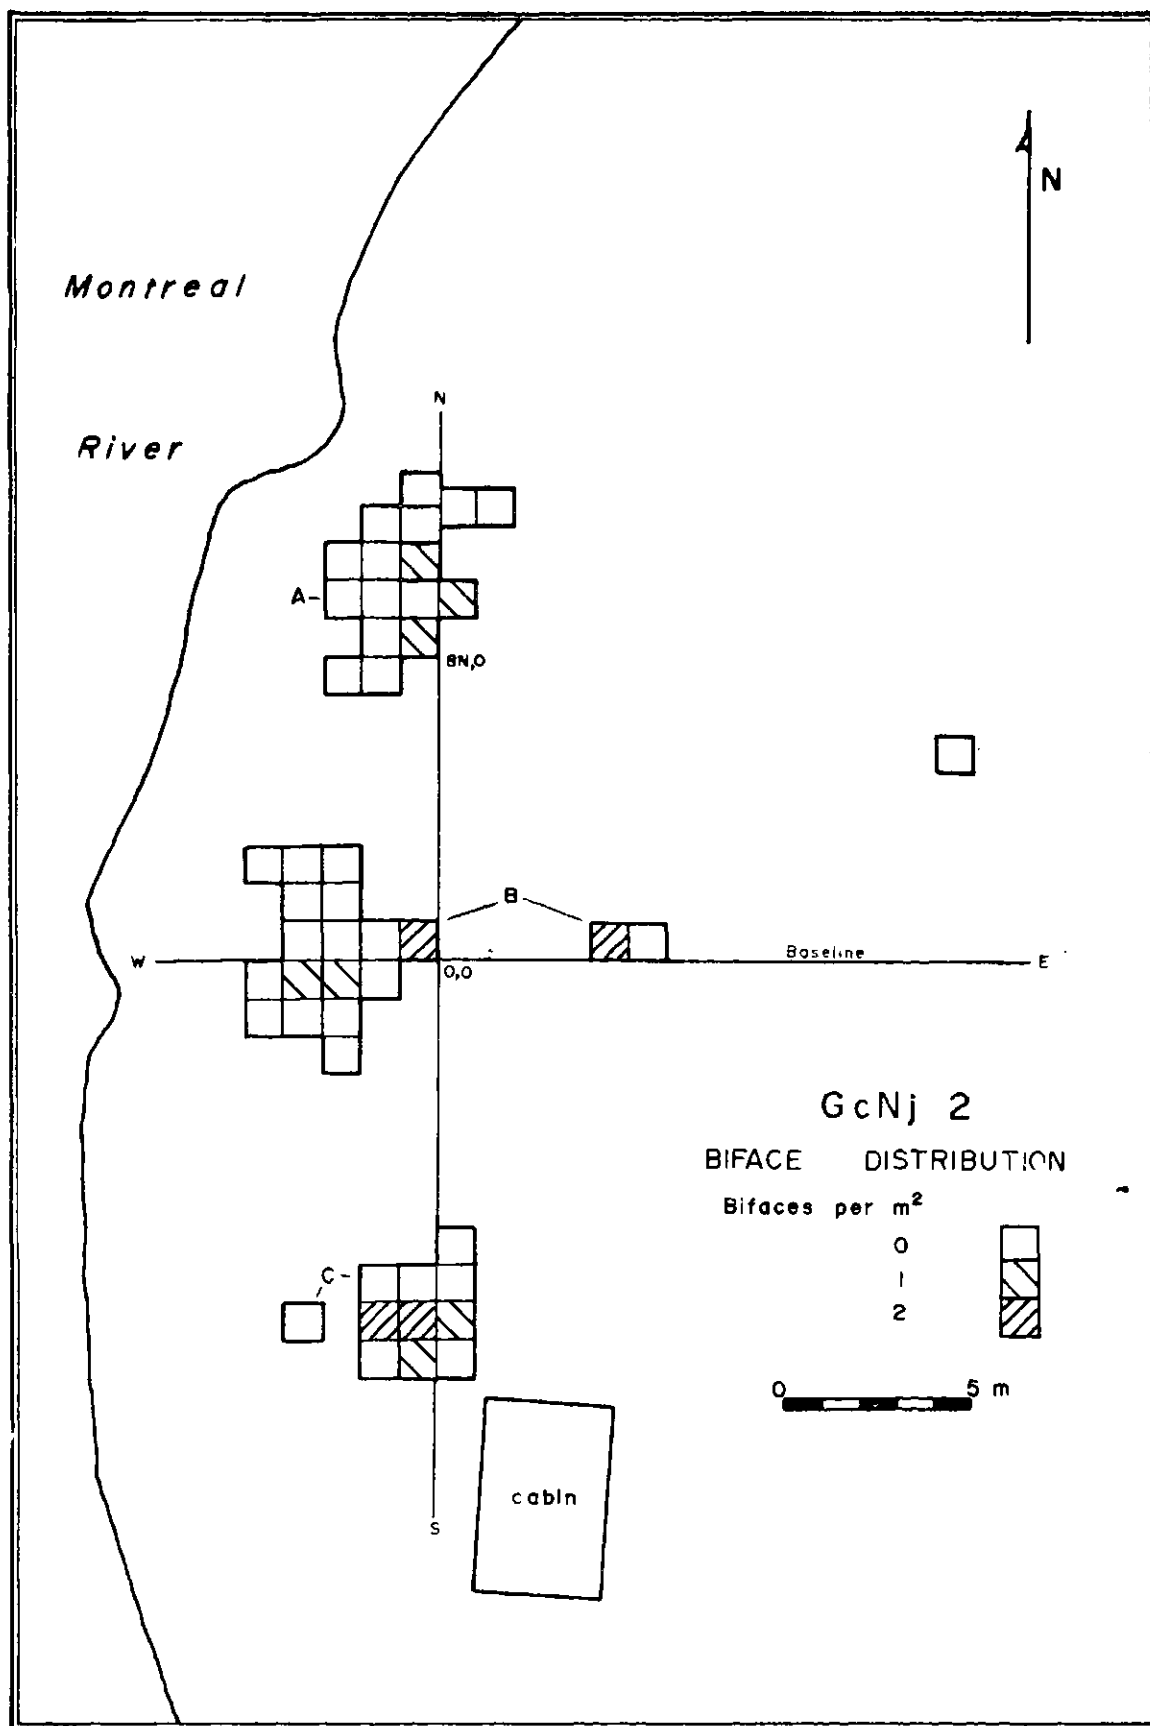 N
Montreal
River
N
A-
8N,0
B
W
Baseline
E
0,0
GcNj 2
BIFACE DISTRIBUTION
Bifaces per m²
0
1
2
C-
0 5 m
cabin
S